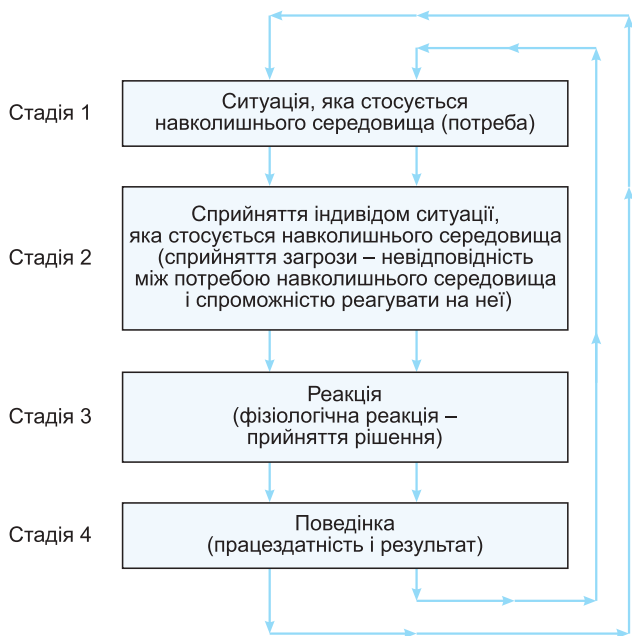 Стадія 1
Ситуація, яка стосується
навколишнього середовища (потреба)
Стадія 2
Сприйняття індивідом ситуації,
яка стосується навколишнього середовища
(сприйняття загрози – невідповідність
між потребою навколишнього середовища
і спроможністю реагувати на неї)
Стадія 3
Реакція
(фізіологічна реакція –
прийняття рішення)
Стадія 4
Поведінка
(працездатність і результат)